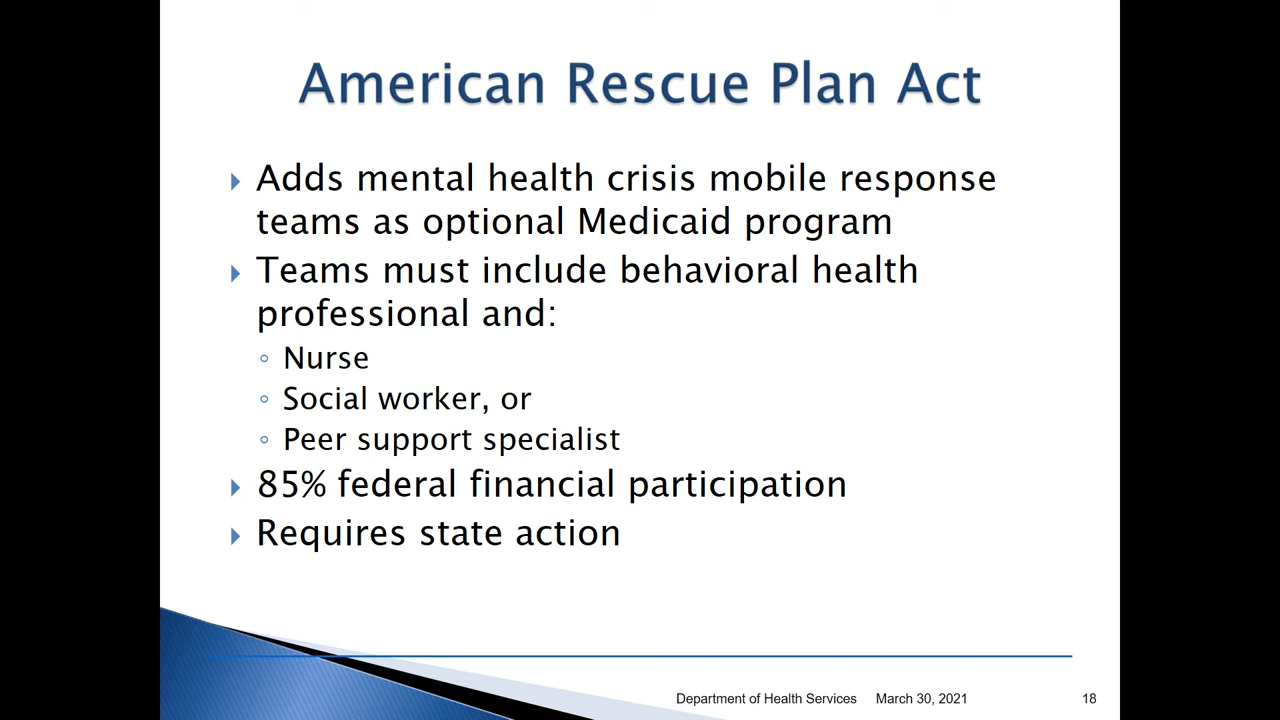 American Rescue Plan Act
Adds mental health crisis mobile response
teams as optional Medicaid program
Teams must include behavioral health
professional and:
Nurse
Social worker, or
Peer support specialist
85% federal financial participation
Requires state action
Department of Health Services March 30, 2021 18